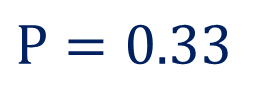 P = 0.33